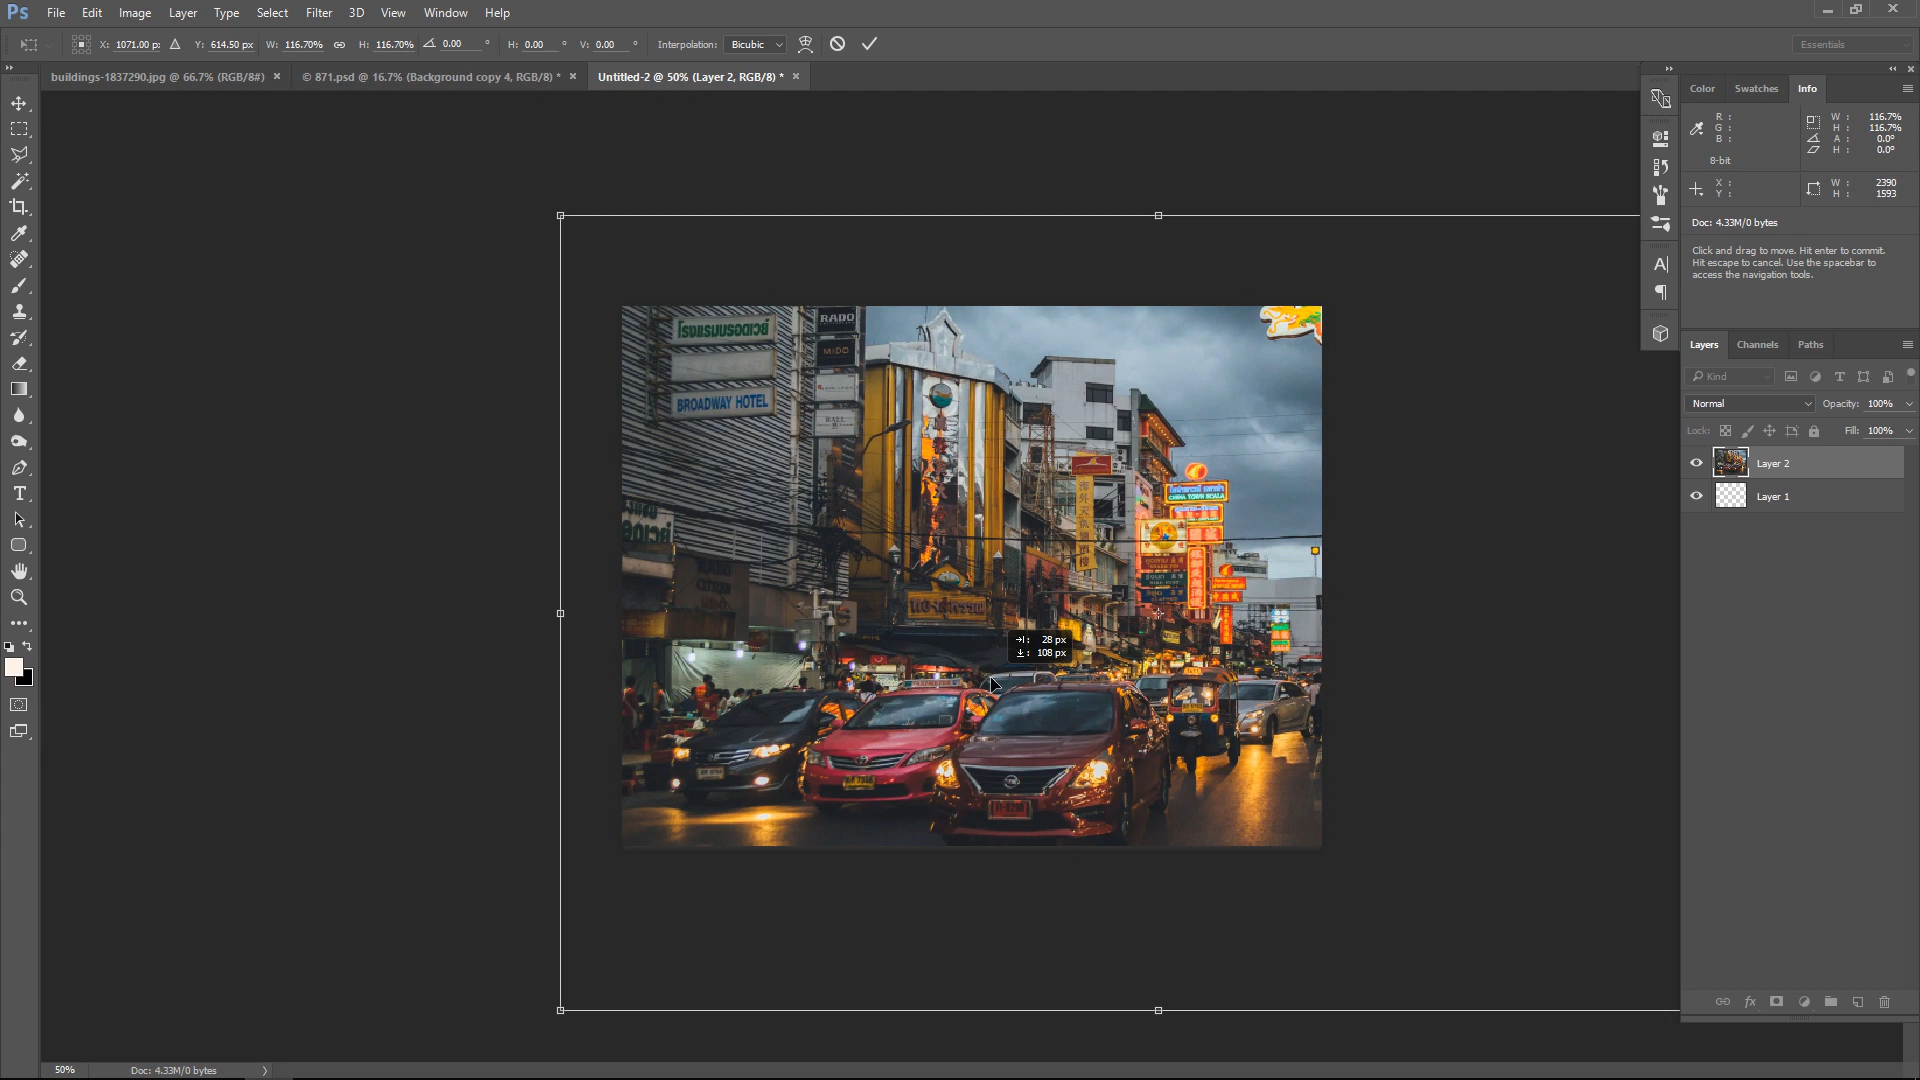 Ps File Edit Image Layer Type Select Filter 3D View Window Help
X: 1071.00 p: Y: 614.50 px W: 116.70% H: 116.70% 0.00 ° H: 0.00 ° V: 0.00 ° Interpolation: Bicubic Essentials
buildings-1837290.jpg @ 66.7% (RGB/8#) × © 871.psd @ 16.7% (Background copy 4, RGB/8) * × Untitled-2 @ 50% (Layer 2, RGB/8) * ×
Color Swatches Info
R :
G :
B :
8-bit
W : 116.7%
H : 116.7%
A : 0.0°
H : 0.0°
X :
Y :
W : 2390
H : 1593
Doc: 4.33M/0 bytes
Click and drag to move. Hit enter to commit.
Hit escape to cancel. Use the spacebar to
access the navigation tools.
Layers Channels Paths
Kind
Normal Opacity: 100%
Lock: Fill: 100%
Layer 2
Layer 1
RADO
MIDO
BROADWAY HOTEL
CHINA TOWN SCALA
海外天
28 px
108 px
50% Doc: 4.33M/0 bytes